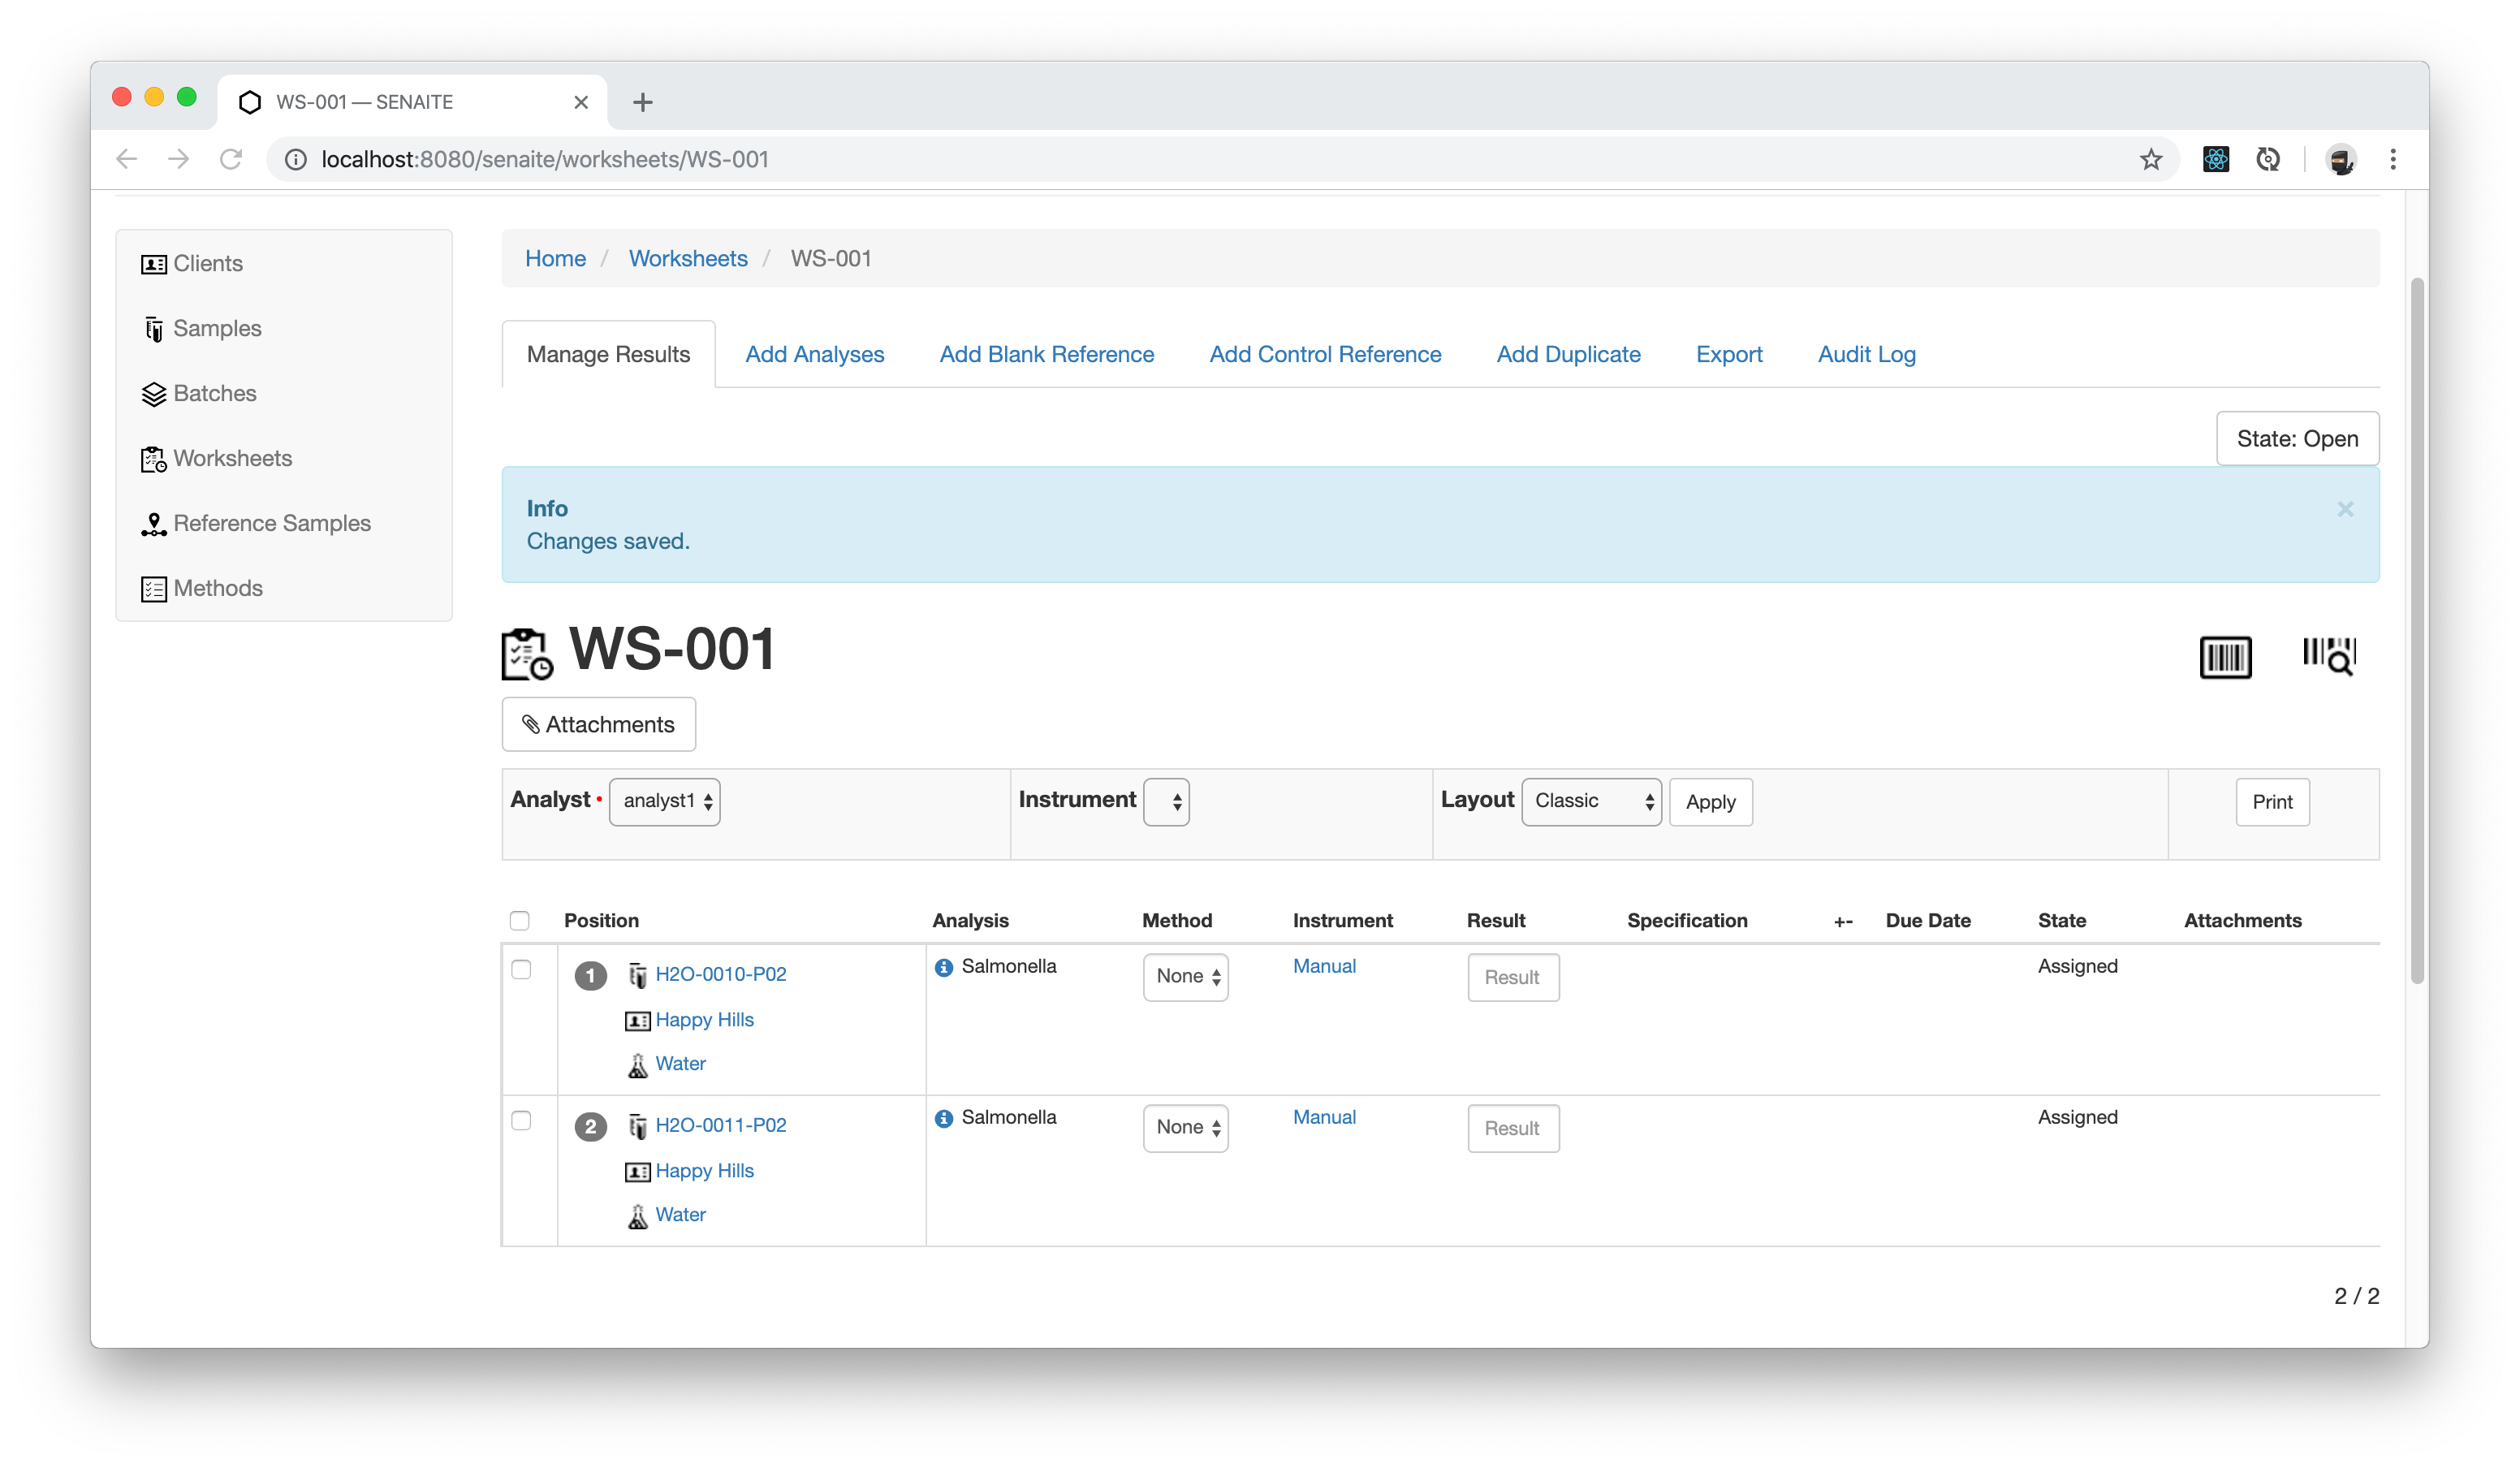 WS-001 — SENAITE
localhost:8080/senaite/worksheets/WS-001
Clients
Samples
Batches
Worksheets
Reference Samples
Methods
Home / Worksheets / WS-001
Manage Results Add Analyses Add Blank Reference Add Control Reference Add Duplicate Export Audit Log
State: Open
Info
Changes saved.
WS-001
Attachments
Analyst analyst1 Instrument Layout Classic Apply Print
Position Analysis Method Instrument Result Specification +- Due Date State Attachments
1 H2O-0010-P02 Salmonella None Manual Result Assigned
Happy Hills
Water
2 H2O-0011-P02 Salmonella None Manual Result Assigned
Happy Hills
Water
2 / 2